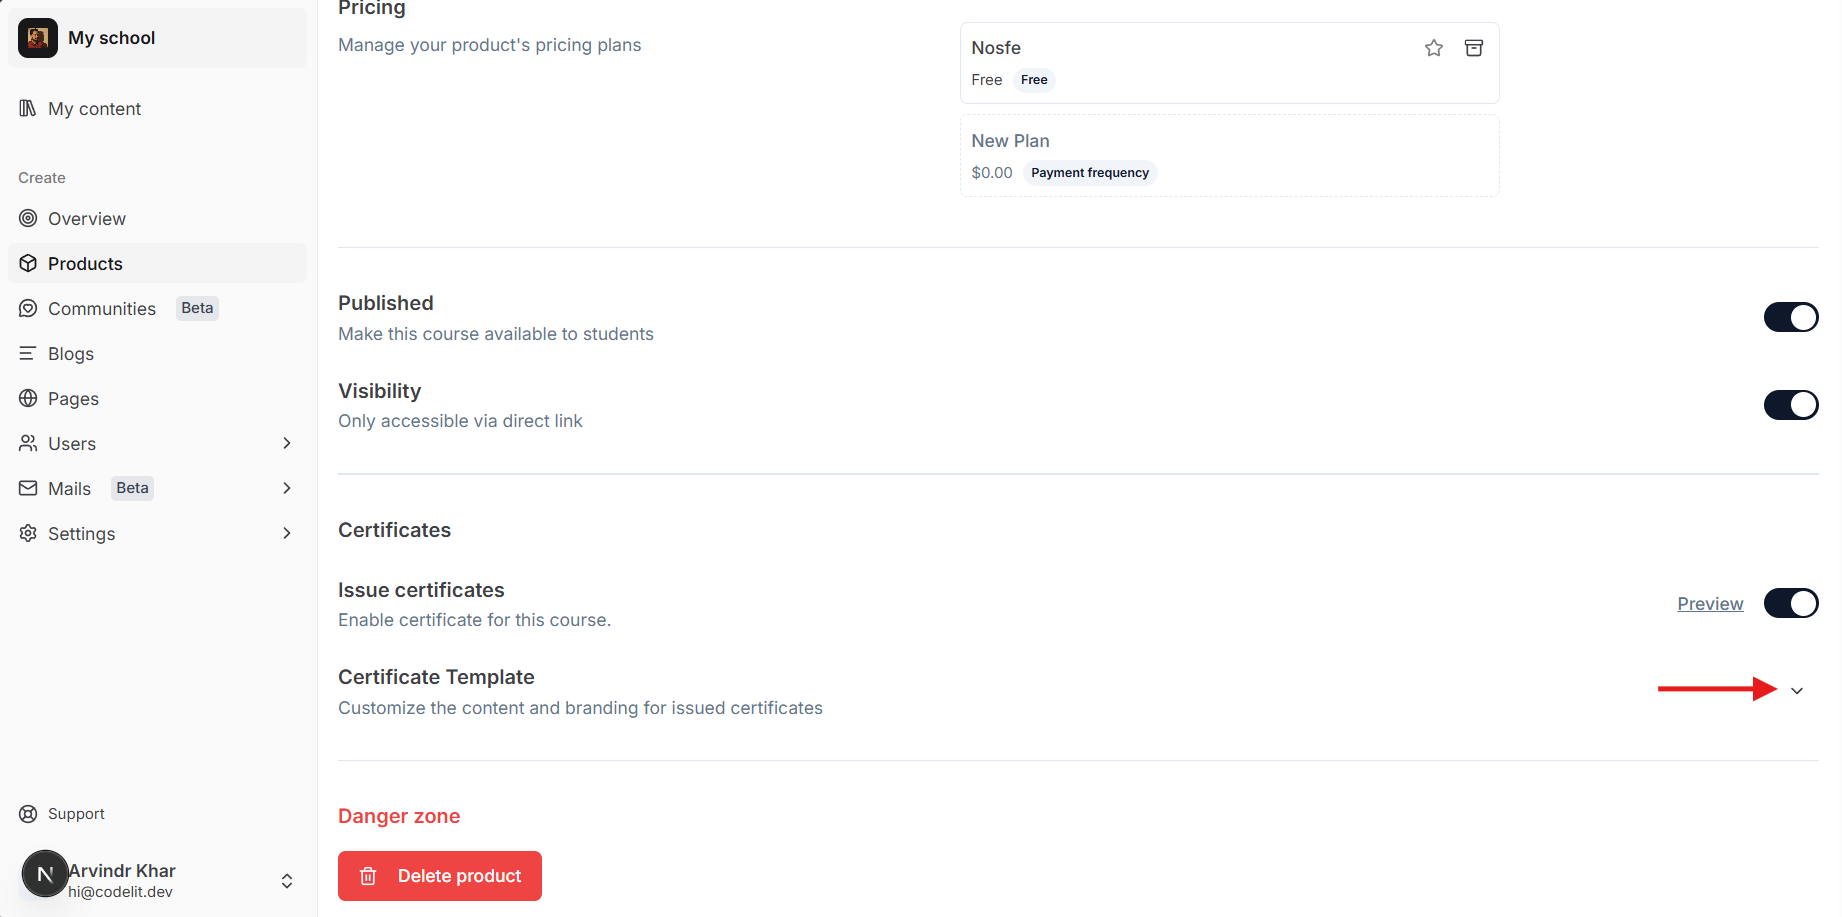 My school
My content
Create
Overview
Products
Communities Beta
Blogs
Pages
Users
Mails Beta
Settings
Support
N
Arvindr Khar
hi@codelit.dev
Pricing
Manage your product's pricing plans
Nosfe
Free Free
New Plan
$0.00 Payment frequency
Published
Make this course available to students
Visibility
Only accessible via direct link
Certificates
Issue certificates
Enable certificate for this course.
Preview
Certificate Template
Customize the content and branding for issued certificates
Danger zone
Delete product